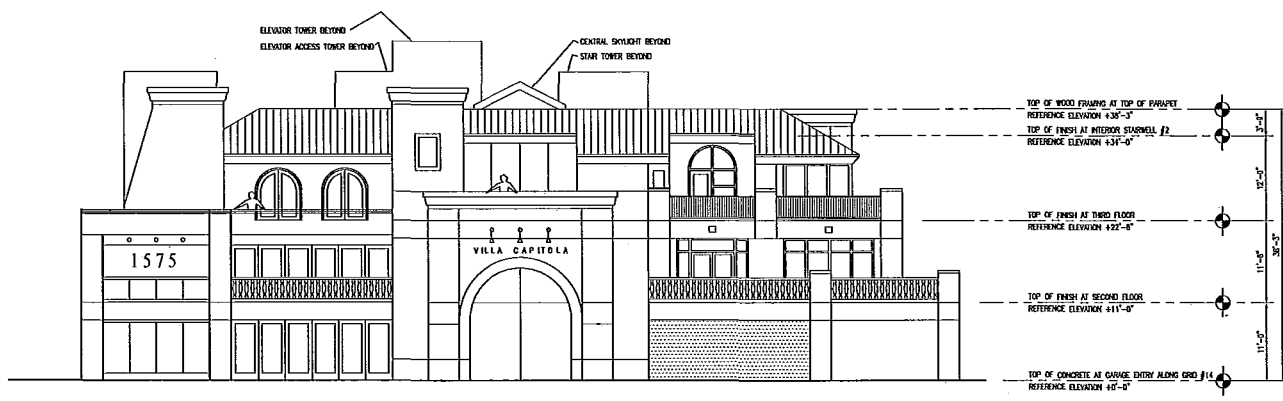 ELEVATOR TOWER BEYOND
ELEVATOR ACCESS TOWER BEYOND
CENTRAL SKYLIGHT BEYOND
STAIR TOWER BEYOND
1575
VILLA CAPITOLA
TOP OF WOOD FRAMING AT TOP OF PARAPET
REFERENCE ELEVATION +38'-3"
TOP OF FINISH AT INTERIOR STAIRWELL #2
REFERENCE ELEVATION +34'-0"
TOP OF FINISH AT THIRD FLOOR
REFERENCE ELEVATION +22'-8"
TOP OF FINISH AT SECOND FLOOR
REFERENCE ELEVATION +11'-0"
TOP OF CONCRETE AT GARAGE ENTRY ALONG GRID #14
REFERENCE ELEVATION +0'-0"
3'-9"
12'-0"
11'-6"
11'-0"
38'-3"